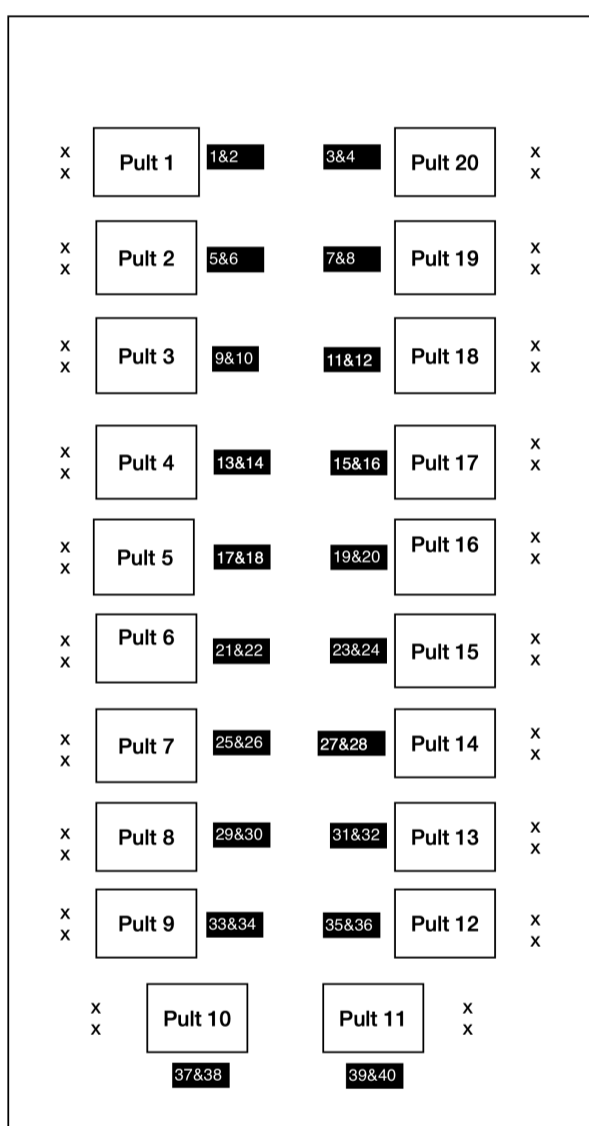 x Pult 1 1&2 3&4 Pult 20 x
x x
x Pult 2 5&6 7&8 Pult 19 x
x x
x Pult 3 9&10 11&12 Pult 18 x
x x
x Pult 4 13&14 15&16 Pult 17 x
x x
x Pult 5 17&18 19&20 Pult 16 x
x x
x Pult 6 21&22 23&24 Pult 15 x
x x
x Pult 7 25&26 27&28 Pult 14 x
x x
x Pult 8 29&30 31&32 Pult 13 x
x x
x Pult 9 33&34 35&36 Pult 12 x
x x
x Pult 10 Pult 11 x
x x
37&38 39&40